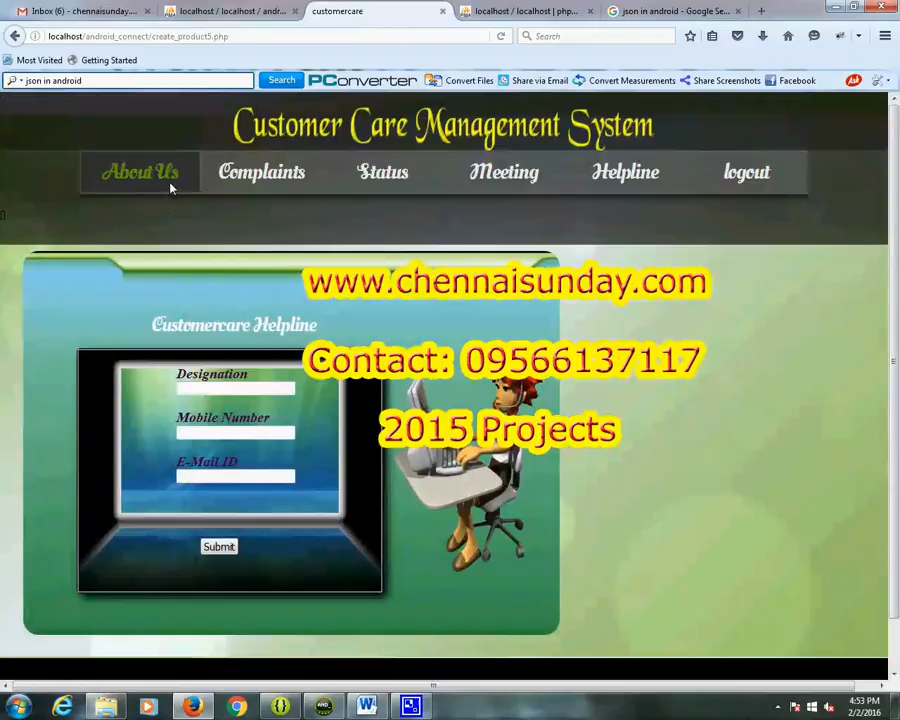 Inbox (6) - chennaisunday....
localhost / localhost / andr...
customercare
localhost / localhost | php...
json in android - Google Se...
localhost/android_connect/create_product5.php
Search
Most Visited
Getting Started
json in android
Search
PCONVERTER
Convert Files
Share via Email
Convert Measurements
Share Screenshots
Facebook
Ask
Customer Care Management System
About Us
Complaints
Status
Meeting
Helpline
logout
www.chennaisunday.com
Customercare Helpline
Contact: 09566137117
Designation
Mobile Number
2015 Projects
E-Mail ID
Submit
4:53 PM
2/2/2016